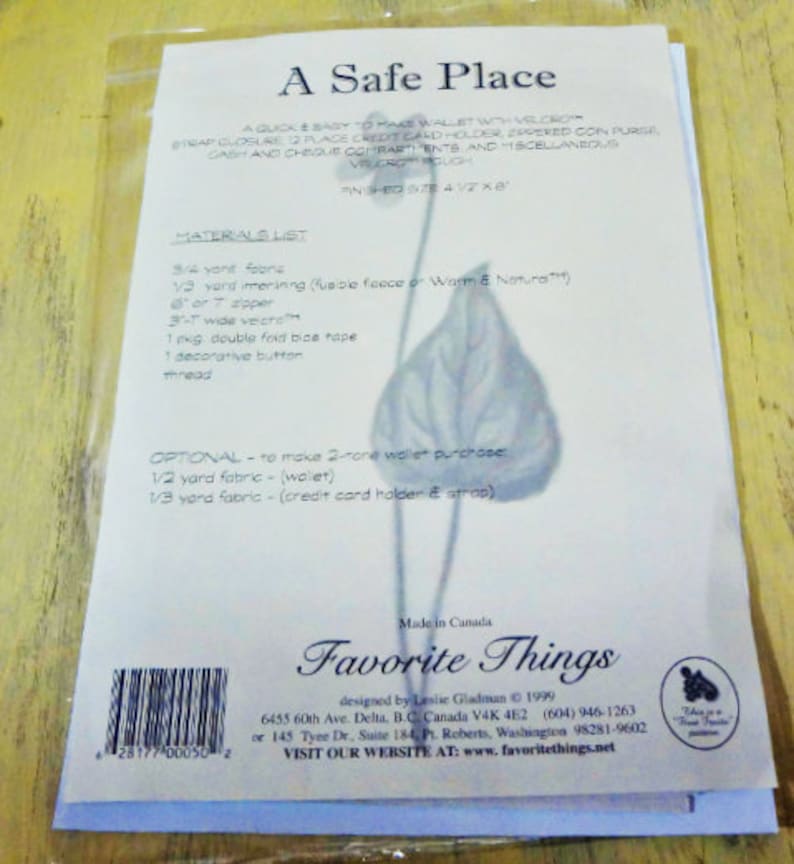 A Safe Place
A QUICK & EASY TO MAKE WALLET WITH VELCRO™
STRAP CLOSURE, 12 PLACE CREDIT CARD HOLDER, ZIPPERED COIN PURSE,
CASH AND CHEQUE COMPARTMENTS, AND MISCELLANEOUS
VELCRO™ POUCH
FINISHED SIZE 4 1/2" X 8"
MATERIALS LIST
3/4 yard fabric
1/3 yard interlining (fusible fleece or Warm & Natural™)
6" or 7" zipper
3"-7" wide velcro™
1 pkg. double fold bias tape
1 decorative button
thread
OPTIONAL - to make 2-tone wallet purchase:
1/2 yard fabric - (wallet)
1/3 yard fabric - (credit card holder & strap)
Made in Canada
Favorite Things
designed by Leslie Gladman © 1999
6455 60th Ave. Delta, B.C. Canada V4K 4E2 (604) 946-1263
or 145 Tyee Dr., Suite 184, Pt. Roberts, Washington 98281-9602
VISIT OUR WEBSITE AT: www. favoritethings.net
6 28177 00050 2
This is a
"First Fruits"
pattern